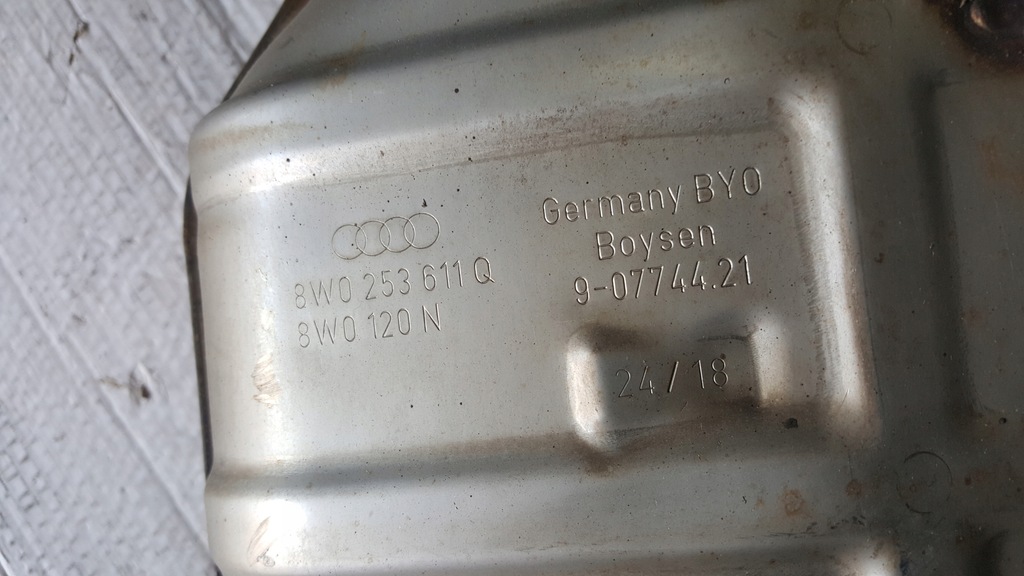 8W0 253 611 Q
8W0 120 N
Germany BYO
Boysen
9-07744.21
24/18